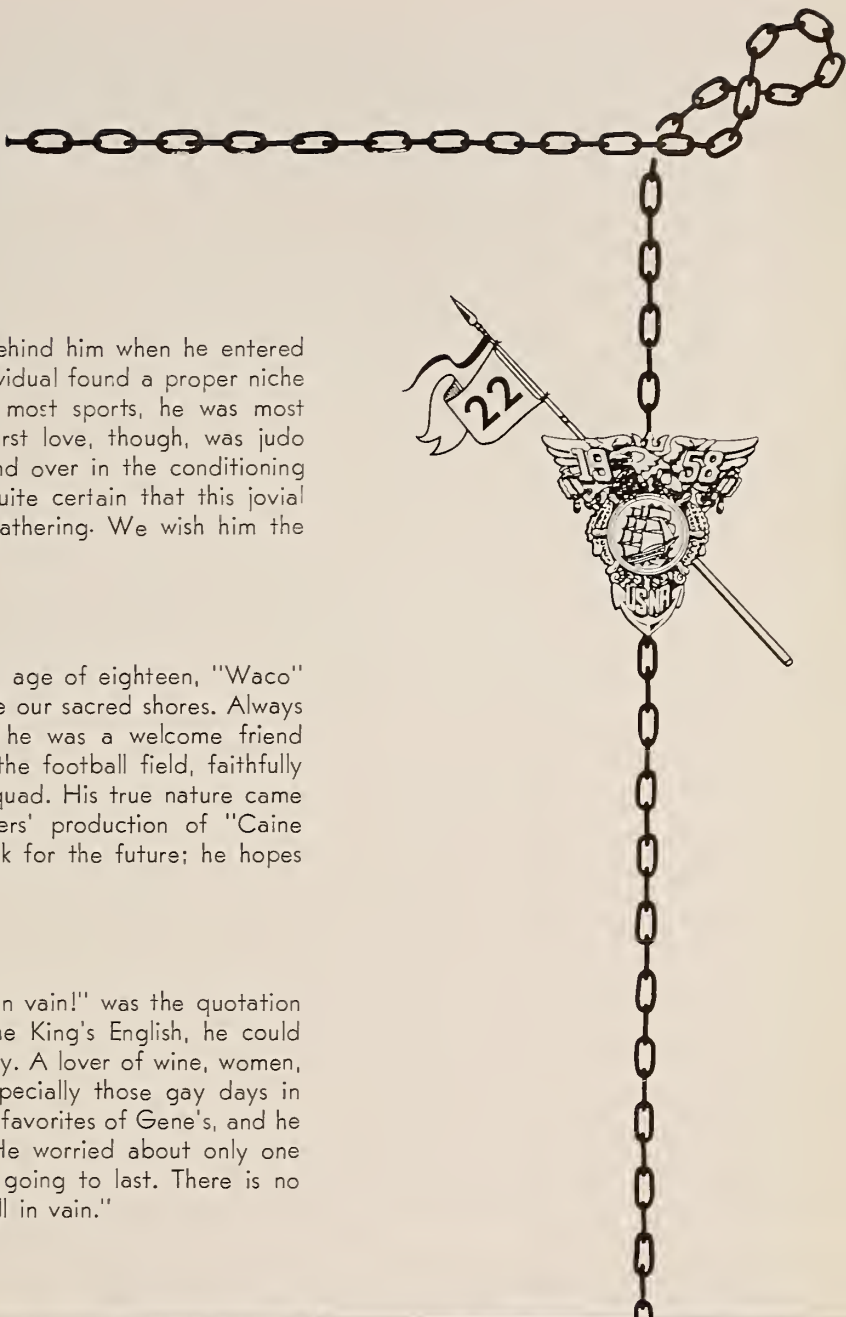 ehind him when he entered
vidual found a proper niche
most sports, he was most
rst love, though, was judo
nd over in the conditioning
uite certain that this jovial
athering. We wish him the
22
19 58
USNA
age of eighteen, "Waco"
e our sacred shores. Always
he was a welcome friend
the football field, faithfully
quad. His true nature came
ers' production of "Caine
k for the future; he hopes
n vain!" was the quotation
e King's English, he could
y. A lover of wine, women,
pecially those gay days in
favorites of Gene's, and he
He worried about only one
going to last. There is no
ll in vain."